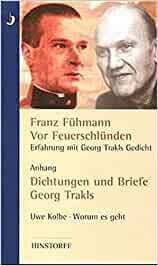 Franz Fühmann
Vor Feuerschlünden
Erfahrung mit Georg Trakls Gedicht
Anhang
Dichtungen und Briefe
Georg Trakls
Uwe Kolbe · Worum es geht
HINSTORFF